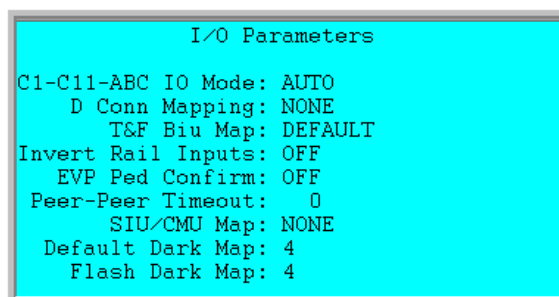 I/O Parameters
C1-C11-ABC IO Mode: AUTO
D Conn Mapping: NONE
T&F Biu Map: DEFAULT
Invert Rail Inputs: OFF
EVP Ped Confirm: OFF
Peer-Peer Timeout: 0
SIU/CMU Map: NONE
Default Dark Map: 4
Flash Dark Map: 4